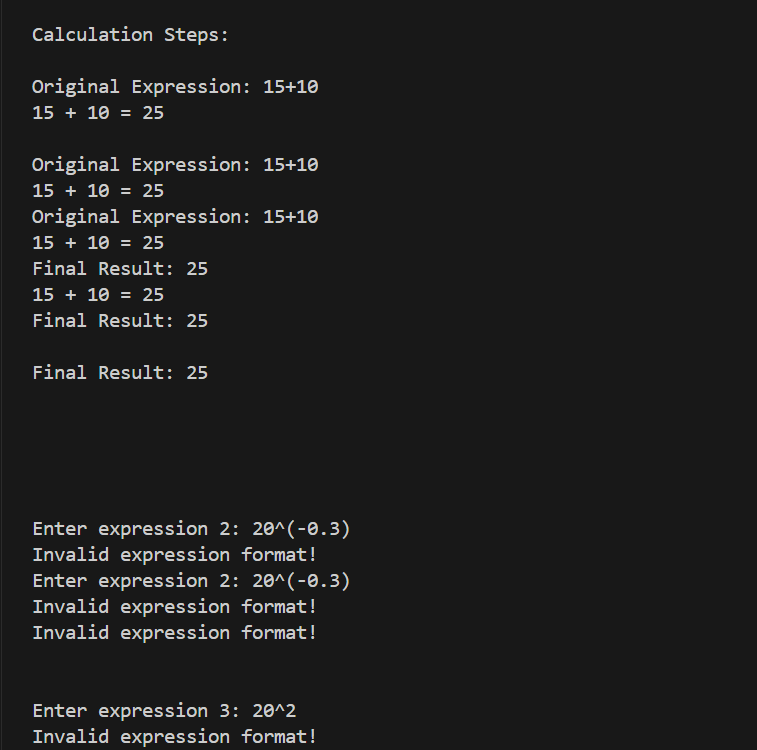 Calculation Steps:
Original Expression: 15+10
15 + 10 = 25
Original Expression: 15+10
15 + 10 = 25
Original Expression: 15+10
15 + 10 = 25
Final Result: 25
15 + 10 = 25
Final Result: 25
Final Result: 25
Enter expression 2: 20^(-0.3)
Invalid expression format!
Enter expression 2: 20^(-0.3)
Invalid expression format!
Invalid expression format!
Enter expression 3: 20^2
Invalid expression format!